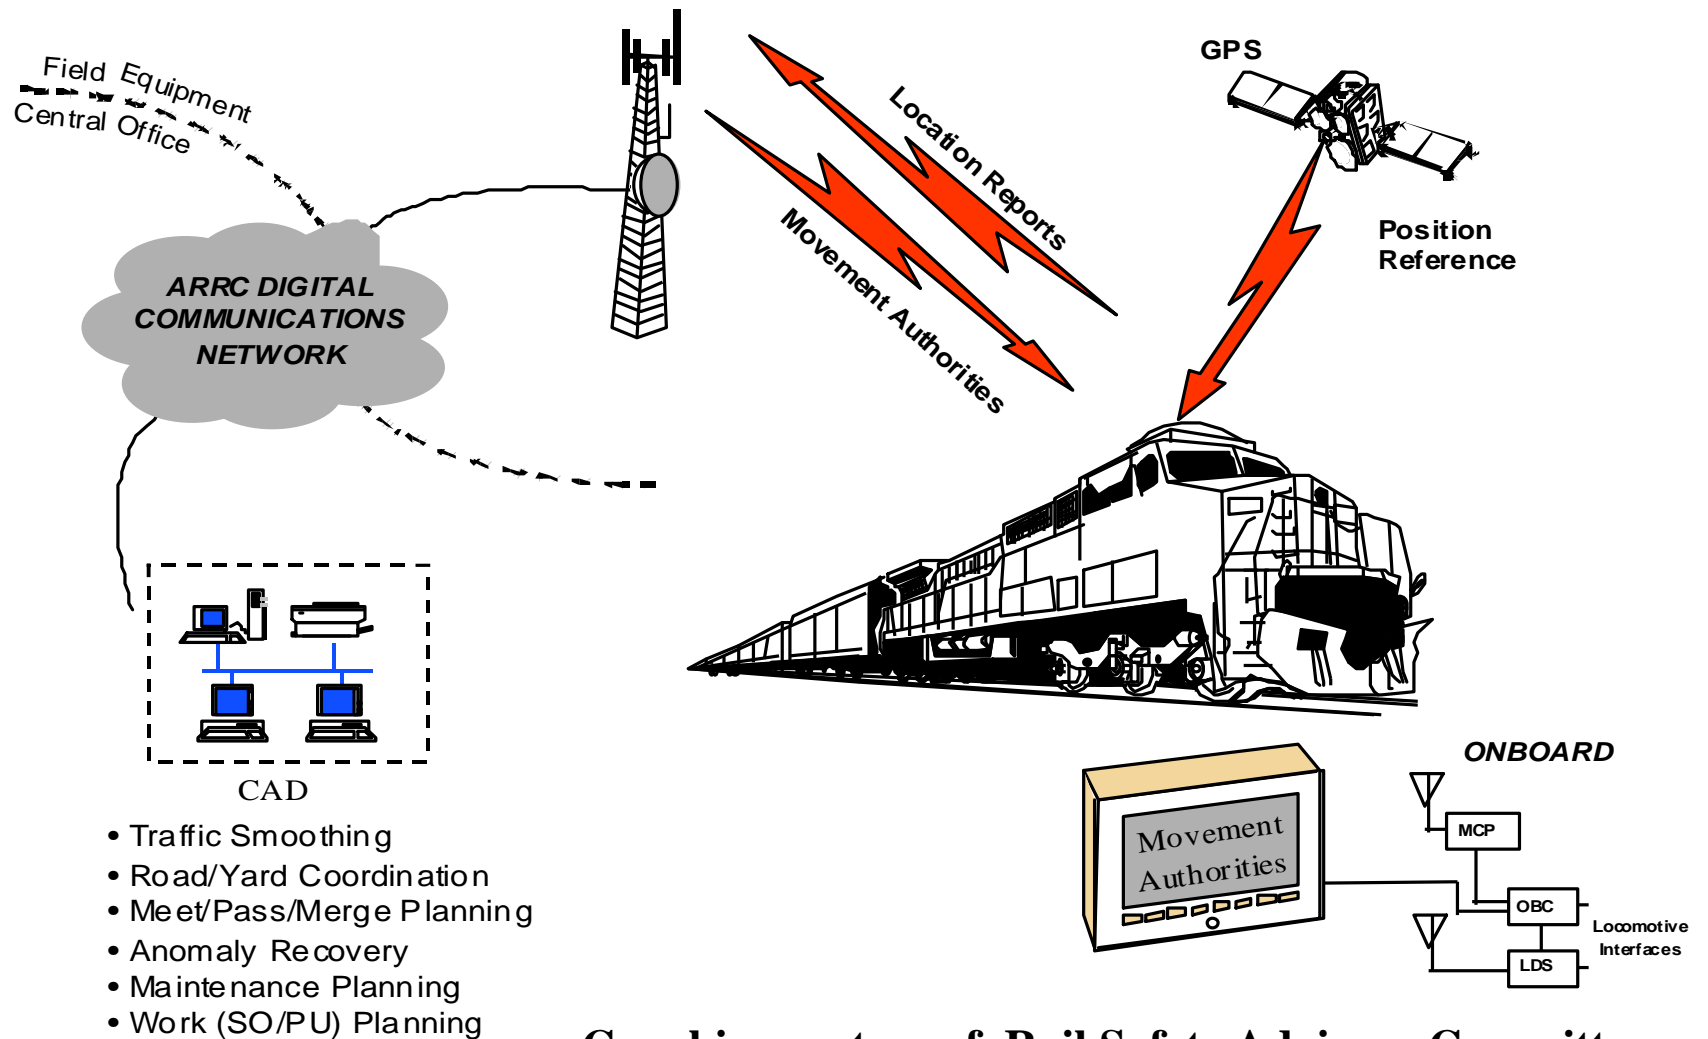 Field Equipment
Central Office
GPS
Location Reports
Movement Authorities
Position
Reference
ARRC DIGITAL
COMMUNICATIONS
NETWORK
CAD
• Traffic Smoothing
• Road/Yard Coordination
• Meet/Pass/Merge Planning
• Anomaly Recovery
• Maintenance Planning
• Work (SO/PU) Planning
ONBOARD
Movement
Authorities
MCP
OBC
LDS
Locomotive
Interfaces